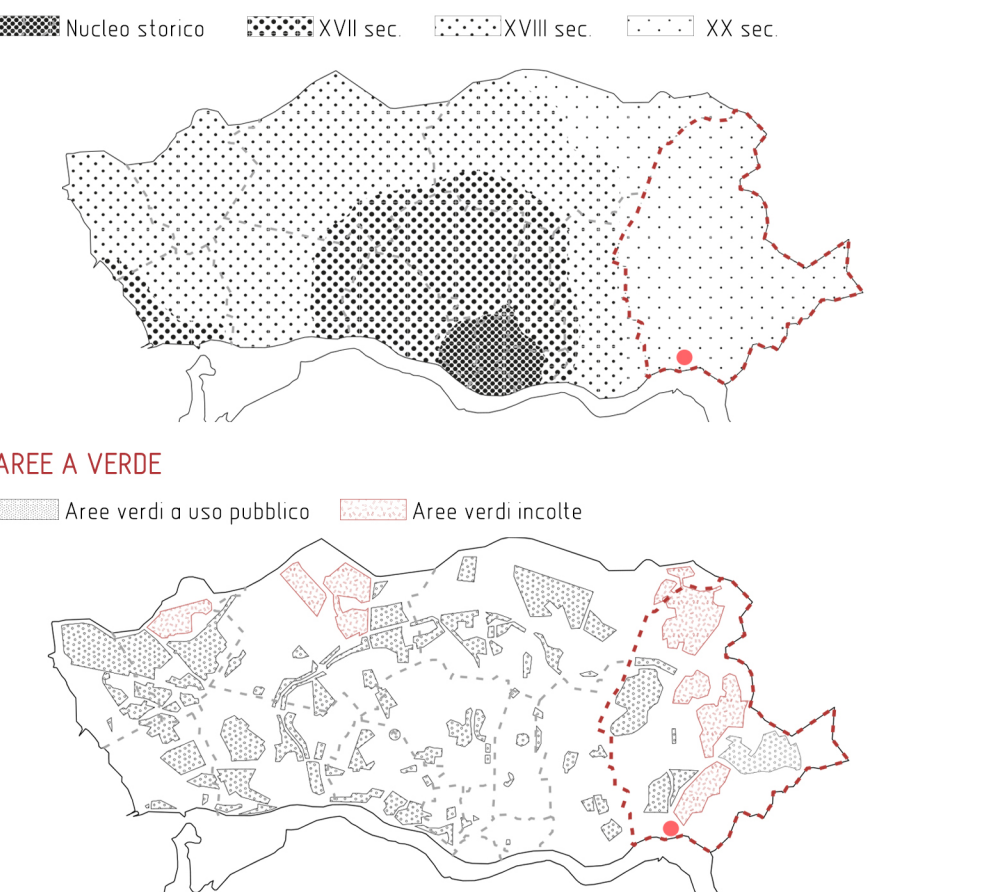 Nucleo storico XVII sec. XVIII sec. XX sec.
AREE A VERDE
Aree verdi a uso pubblico Aree verdi incolte